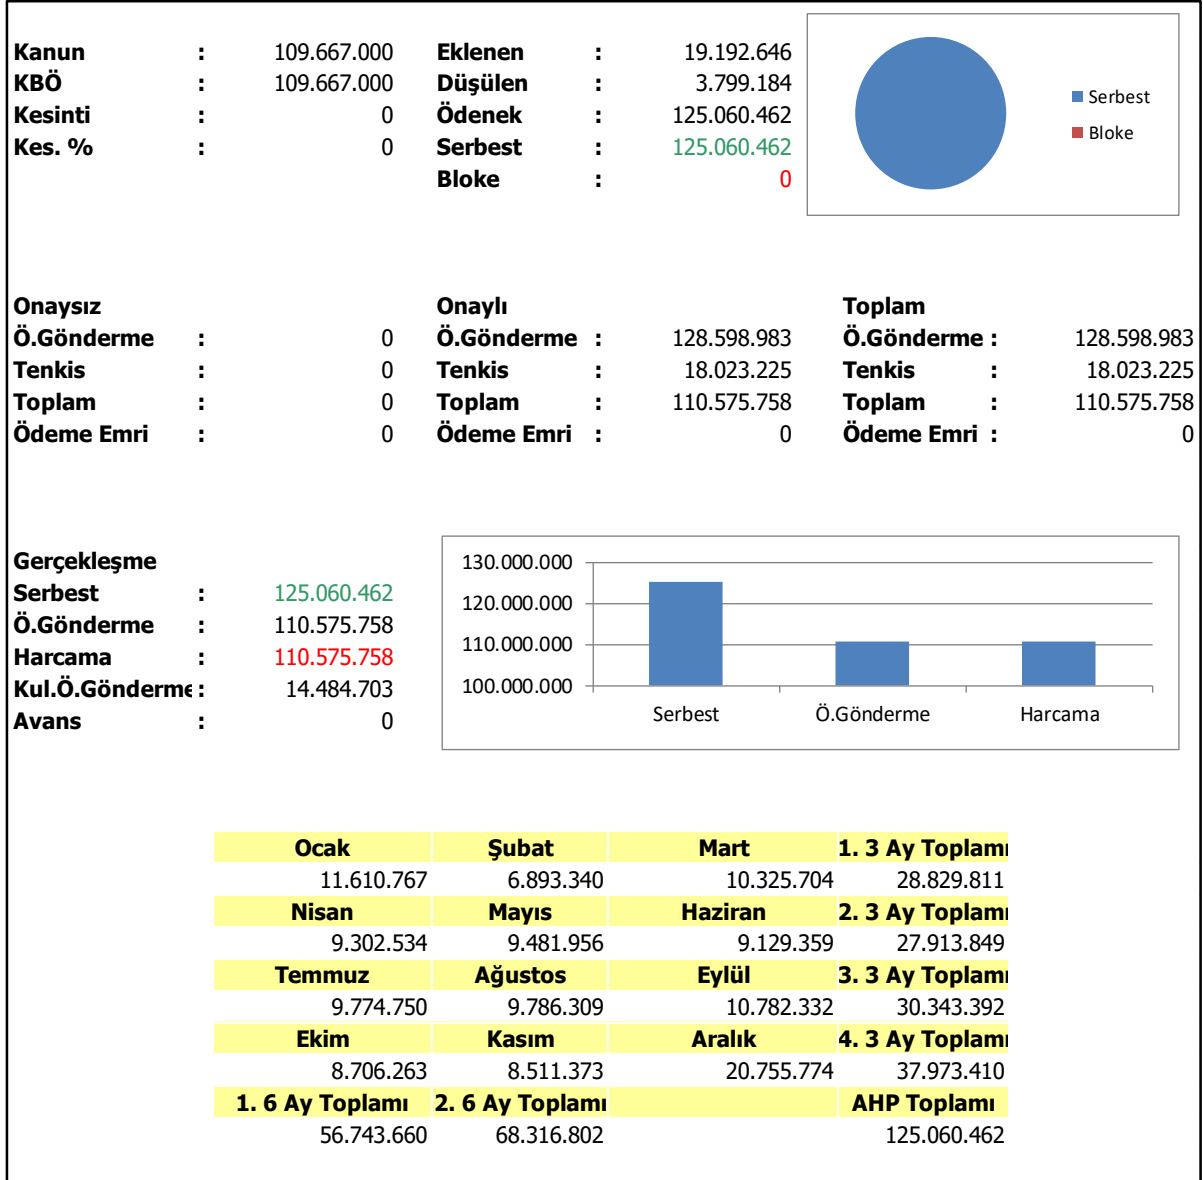 Kanun : 109.667.000 Eklenen : 19.192.646
KBÖ : 109.667.000 Düşülen : 3.799.184
Kesinti : 0 Ödenek : 125.060.462
Kes. % : 0 Serbest : 125.060.462
Bloke : 0
Serbest
Bloke
Onaysız Onaylı Toplam
Ö.Gönderme : 0 Ö.Gönderme : 128.598.983 Ö.Gönderme : 128.598.983
Tenkis : 0 Tenkis : 18.023.225 Tenkis : 18.023.225
Toplam : 0 Toplam : 110.575.758 Toplam : 110.575.758
Ödeme Emri : 0 Ödeme Emri : 0 Ödeme Emri : 0
Gerçekleşme
Serbest : 125.060.462
Ö.Gönderme : 110.575.758
Harcama : 110.575.758
Kul.Ö.Gönderme : 14.484.703
Avans : 0
130.000.000
120.000.000
110.000.000
100.000.000
Serbest Ö.Gönderme Harcama
Ocak Şubat Mart 1. 3 Ay Toplamı
11.610.767 6.893.340 10.325.704 28.829.811
Nisan Mayıs Haziran 2. 3 Ay Toplamı
9.302.534 9.481.956 9.129.359 27.913.849
Temmuz Ağustos Eylül 3. 3 Ay Toplamı
9.774.750 9.786.309 10.782.332 30.343.392
Ekim Kasım Aralık 4. 3 Ay Toplamı
8.706.263 8.511.373 20.755.774 37.973.410
1. 6 Ay Toplamı 2. 6 Ay Toplamı AHP Toplamı
56.743.660 68.316.802 125.060.462